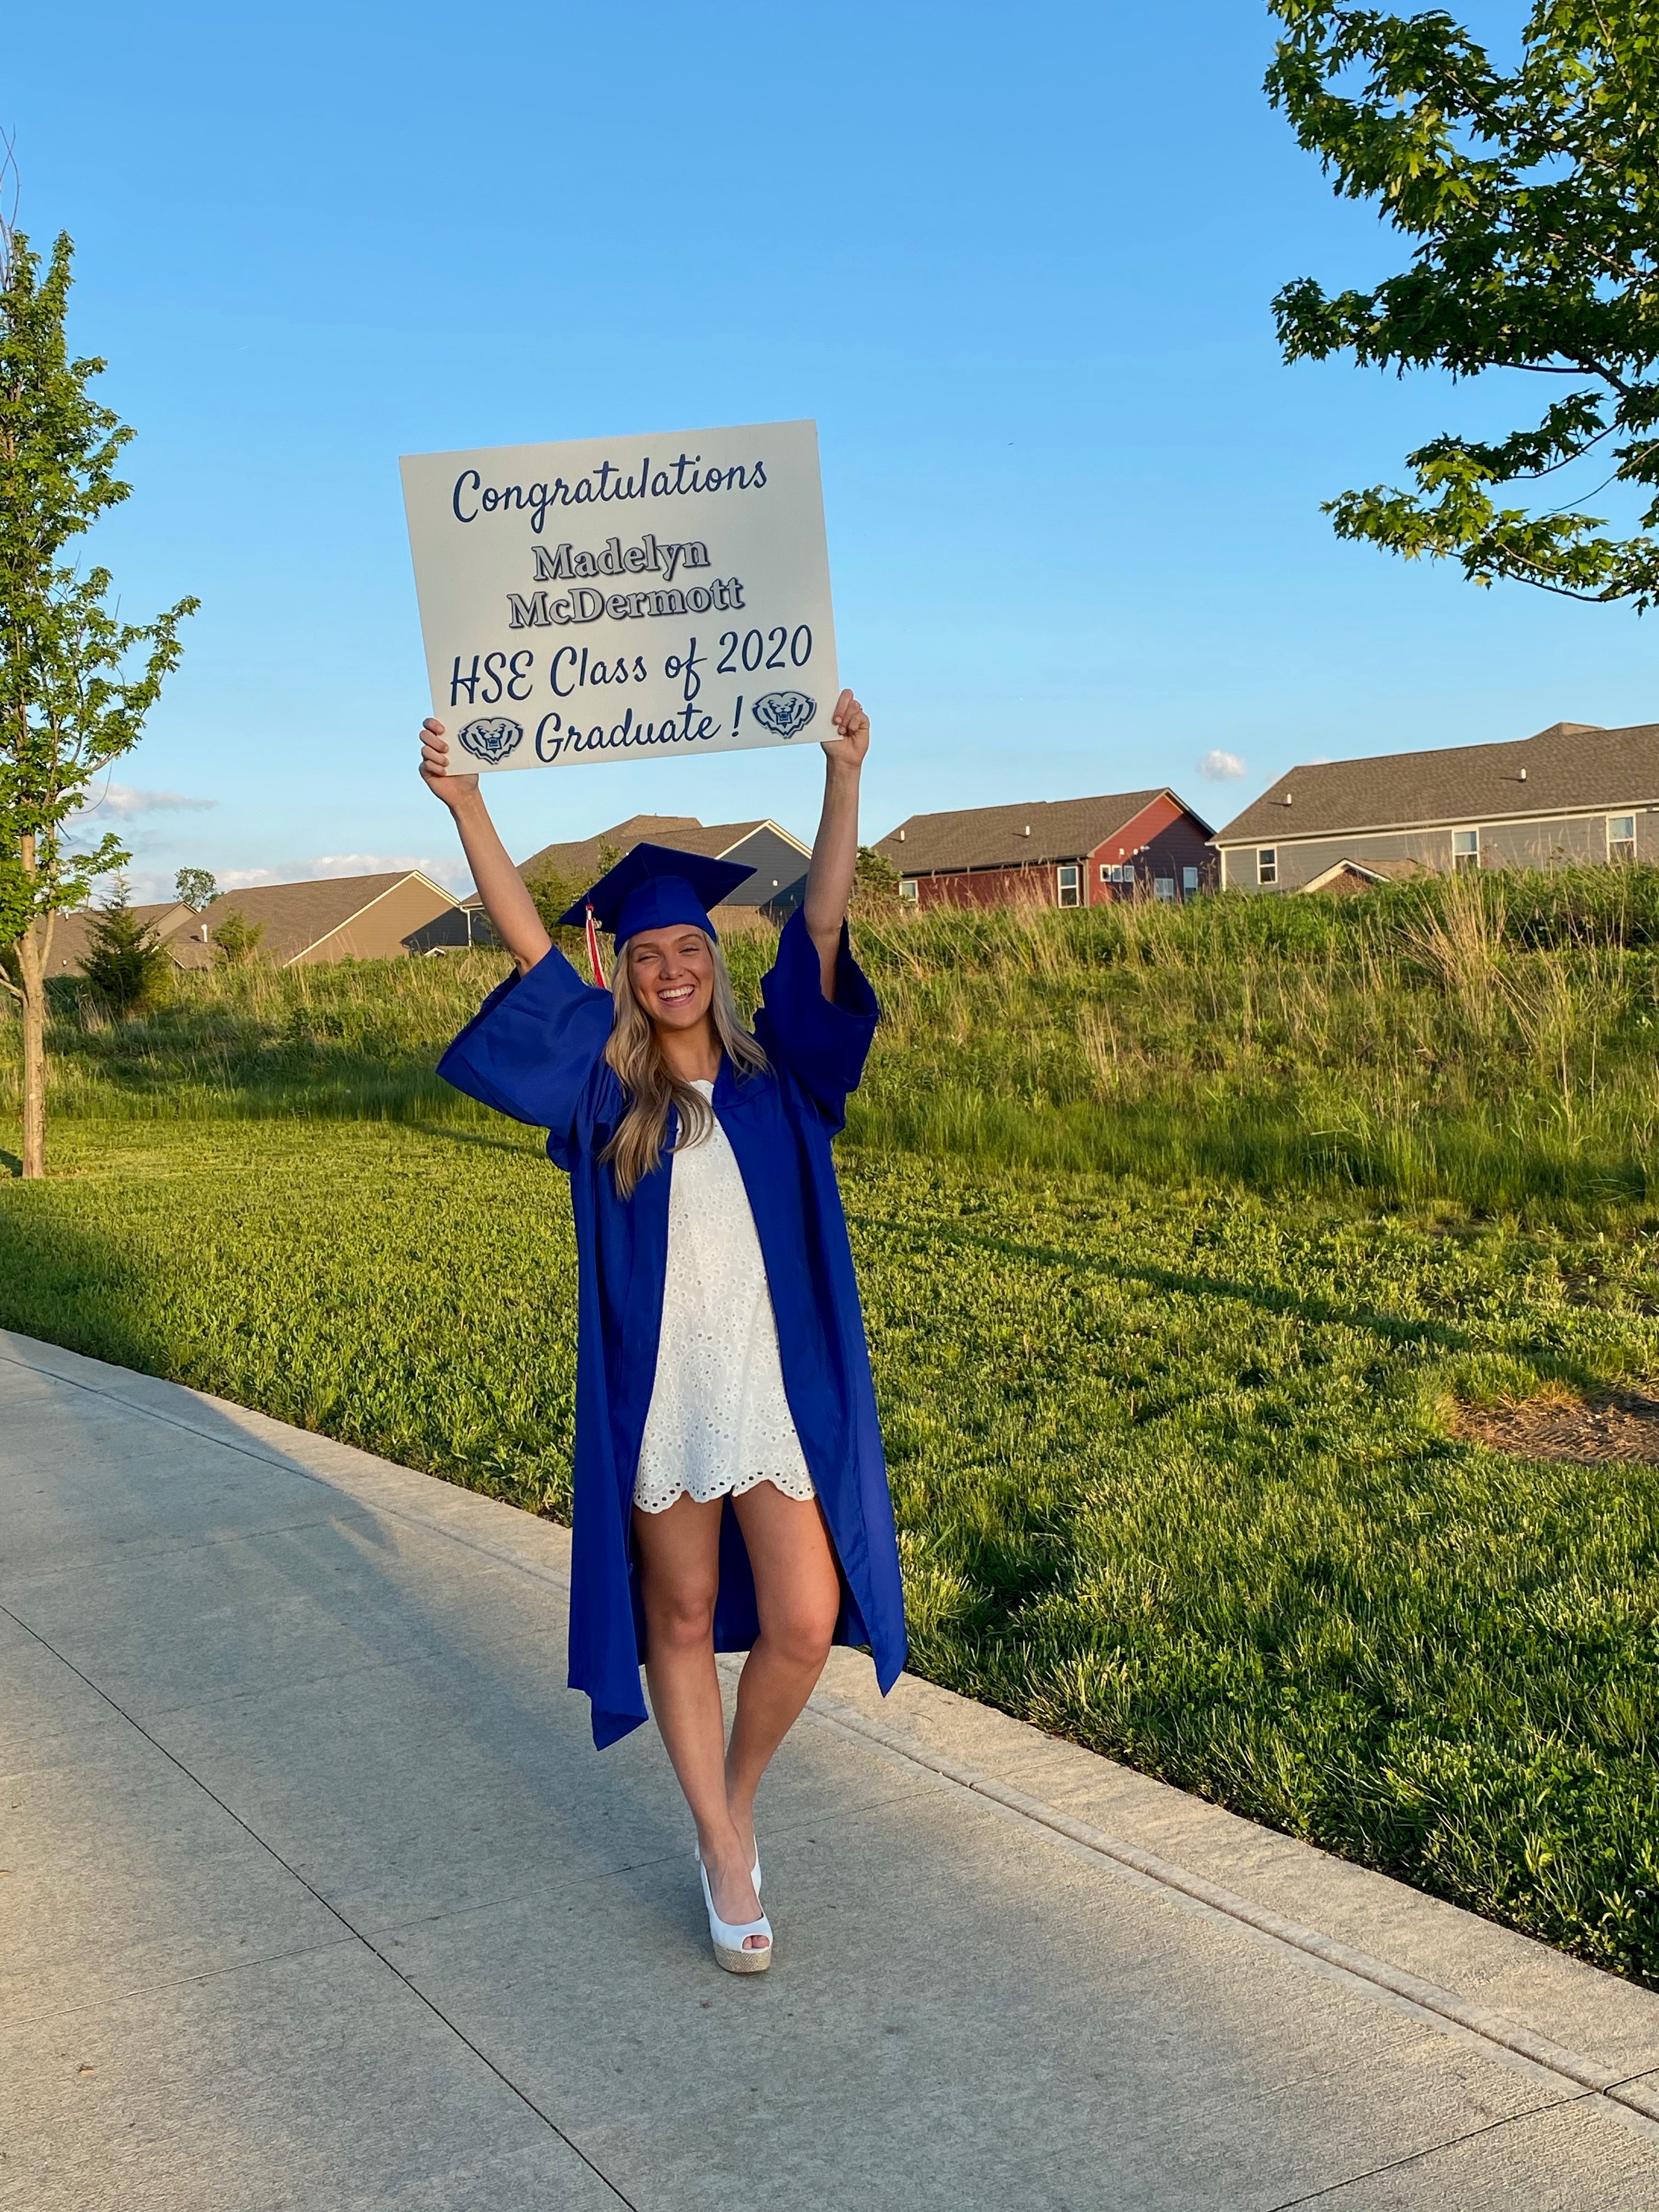 Congratulations
Madelyn
McDermott
HSE Class of 2020
Graduate!